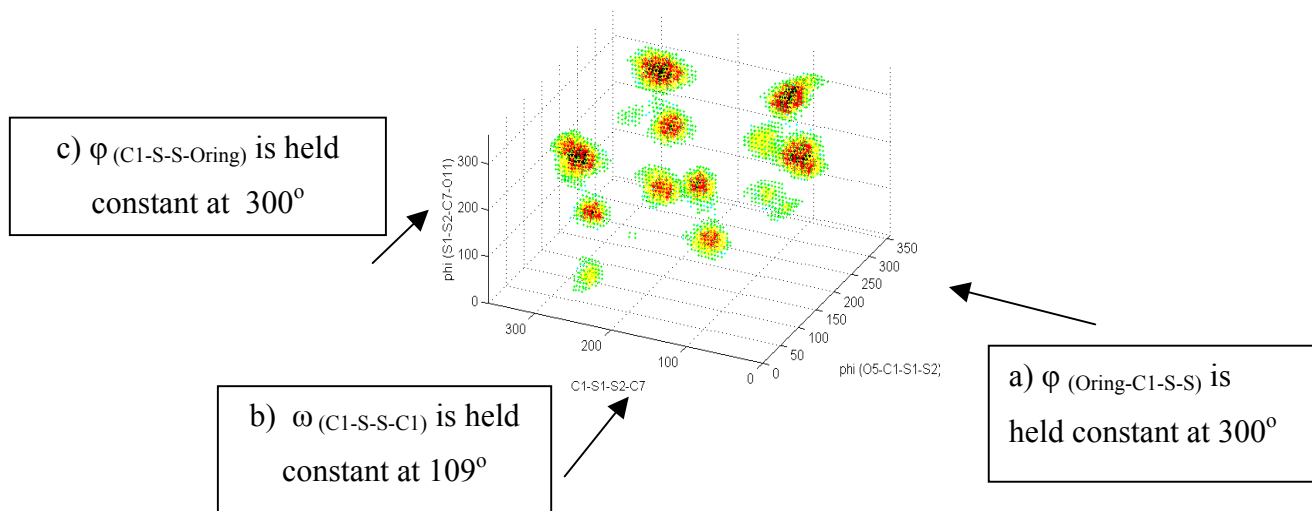 c) φ (C1-S-S-Oring) is held
constant at 300°
phi (S1-S2-C7-O11)
300
200
100
0
300
200
100
0
C1-S1-S2-C7
0
50
100
150
200
250
300
350
phi (O5-C1-S1-S2)
b) ω (C1-S-S-C1) is held
constant at 109°
a) φ (Oring-C1-S-S) is
held constant at 300°